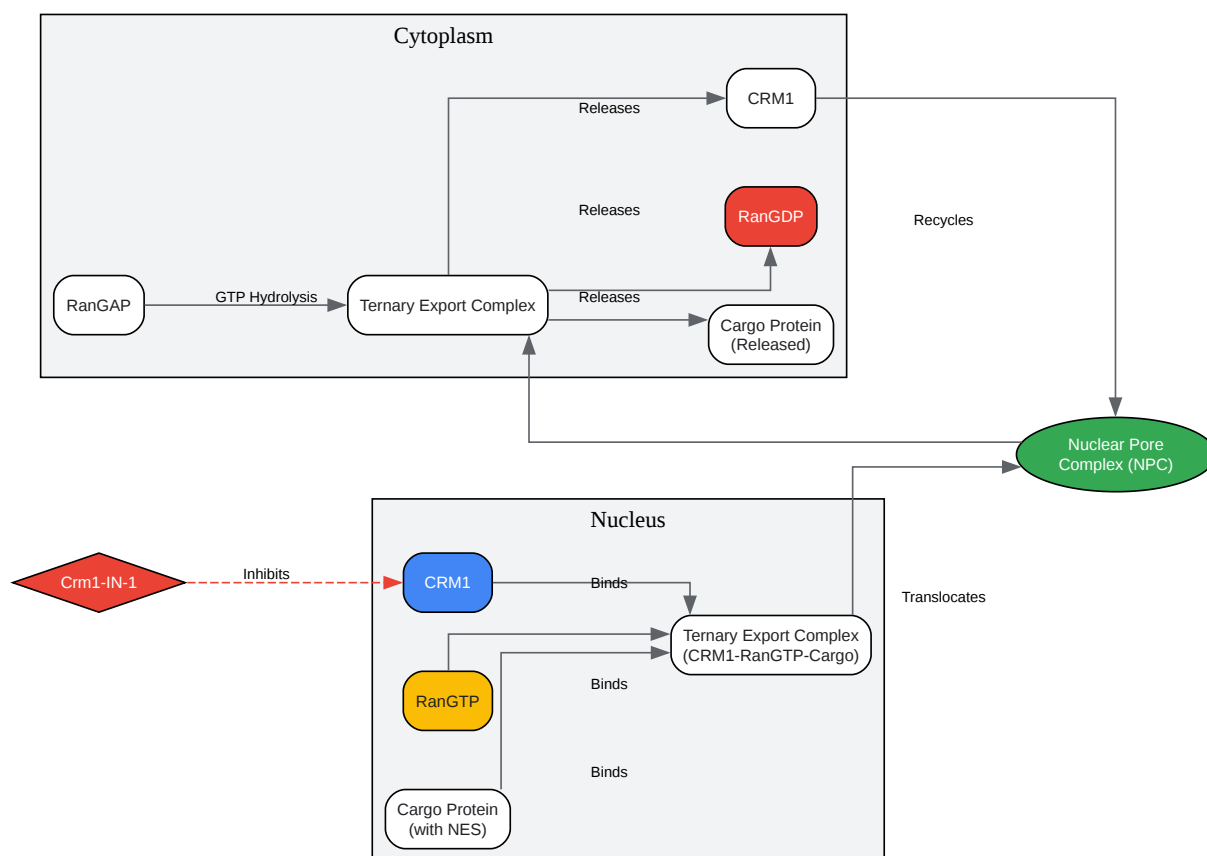 Cytoplasm
CRM1
Releases
RanGDP
Releases
Recycles
RanGAP
GTP Hydrolysis
Ternary Export Complex
Releases
Cargo Protein
(Released)
Nuclear Pore
Complex (NPC)
Nucleus
Crm1-IN-1
Inhibits
CRM1
Binds
Translocates
Ternary Export Complex
(CRM1-RanGTP-Cargo)
RanGTP
Binds
Binds
Cargo Protein
(with NES)